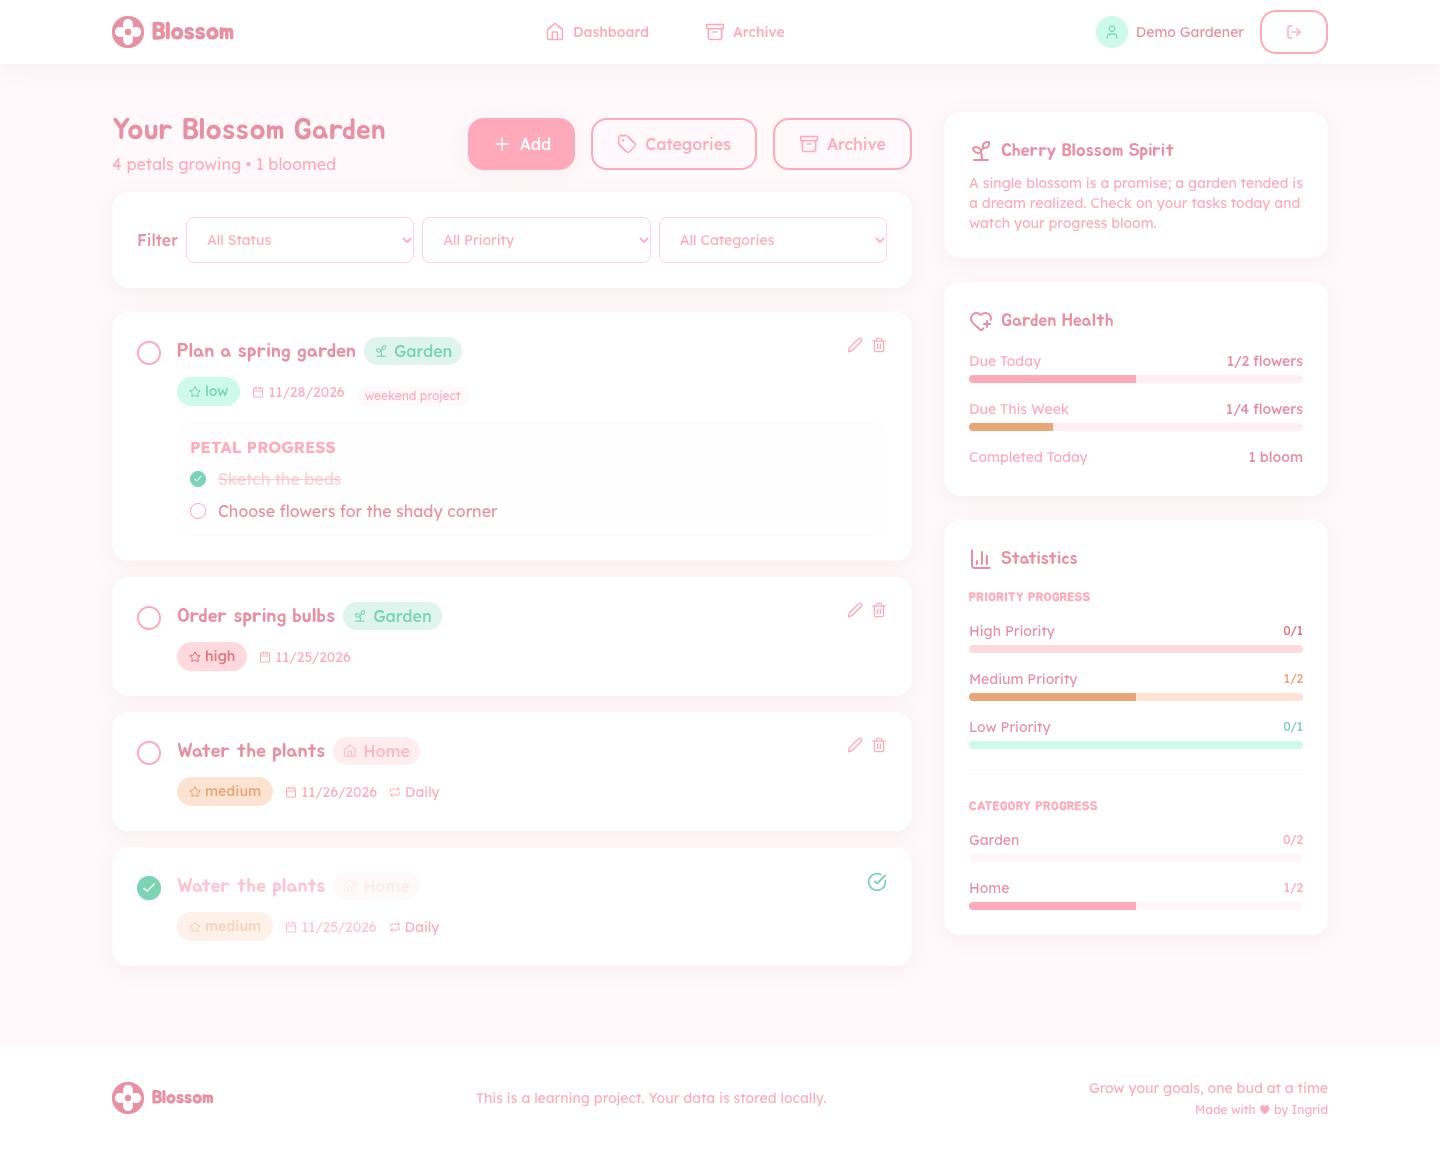 Blossom
Dashboard
Archive
Demo Gardener
Your Blossom Garden
4 petals growing • 1 bloomed
Add
Categories
Archive
Filter
All Status
All Priority
All Categories
Plan a spring garden
Garden
low
11/28/2026
weekend project
PETAL PROGRESS
Sketch the beds
Choose flowers for the shady corner
Order spring bulbs
Garden
high
11/25/2026
Water the plants
Home
medium
11/26/2026
Daily
Water the plants
Home
medium
11/25/2026
Daily
Cherry Blossom Spirit
A single blossom is a promise; a garden tended is
a dream realized. Check on your tasks today and
watch your progress bloom.
Garden Health
Due Today
1/2 flowers
Due This Week
1/4 flowers
Completed Today
1 bloom
Statistics
PRIORITY PROGRESS
High Priority
0/1
Medium Priority
1/2
Low Priority
0/1
CATEGORY PROGRESS
Garden
0/2
Home
1/2
Blossom
This is a learning project. Your data is stored locally.
Grow your goals, one bud at a time
Made with ♥ by Ingrid